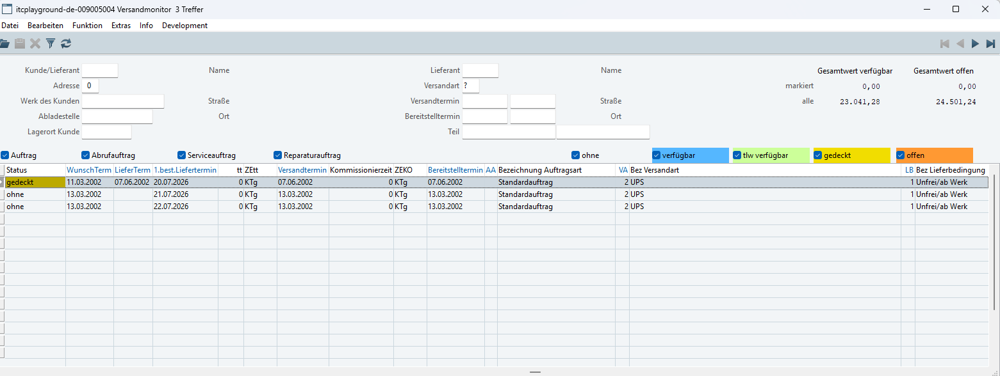 itcplayground-de-009005004 Versandmonitor 3 Treffer
Datei Bearbeiten Funktion Extras Info Development
Kunde/Lieferant Name Lieferant Name Gesamtwert verfügbar Gesamtwert offen
Adresse 0 Versandart ? markiert 0,00 0,00
Werk des Kunden Straße Versandtermin Straße alle 23.041,28 24.501,24
Abladestelle Ort Bereitstelltermin Ort
Lagerort Kunde Teil
Auftrag Abrufauftrag Serviceauftrag Reparaturauftrag ohne verfügbar tlw verfügbar gedeckt offen
Status WunschTerm LieferTerm 1.best.Liefertermin tt ZEtt Versandtermin Kommissionierzeit ZEKO Bereitstelltermin AA Bezeichnung Auftragsart VA Bez Versandart LB Bez Lieferbedingung
gedeckt 11.03.2002 07.06.2002 20.07.2026 0 KTg 07.06.2002 0 KTg 07.06.2002 Standardauftrag 2 UPS 1 Unfrei/ab Werk
ohne 13.03.2002 21.07.2026 0 KTg 13.03.2002 0 KTg 13.03.2002 Standardauftrag 2 UPS 1 Unfrei/ab Werk
ohne 13.03.2002 22.07.2026 0 KTg 13.03.2002 0 KTg 13.03.2002 Standardauftrag 2 UPS 1 Unfrei/ab Werk